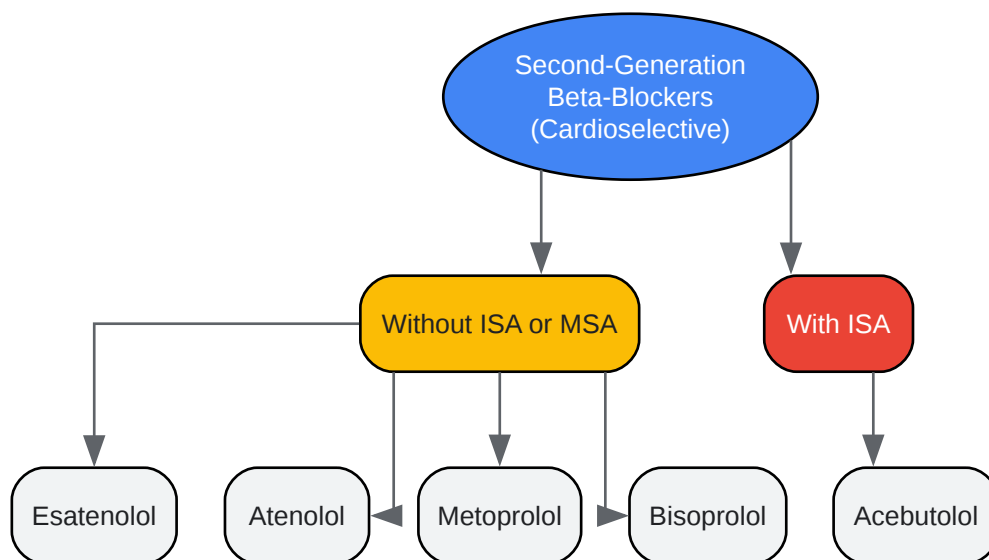 Second-Generation
Beta-Blockers
(Cardioselective)
Without ISA or MSA
With ISA
Esatenolol
Atenolol
Metoprolol
Bisoprolol
Acebutolol